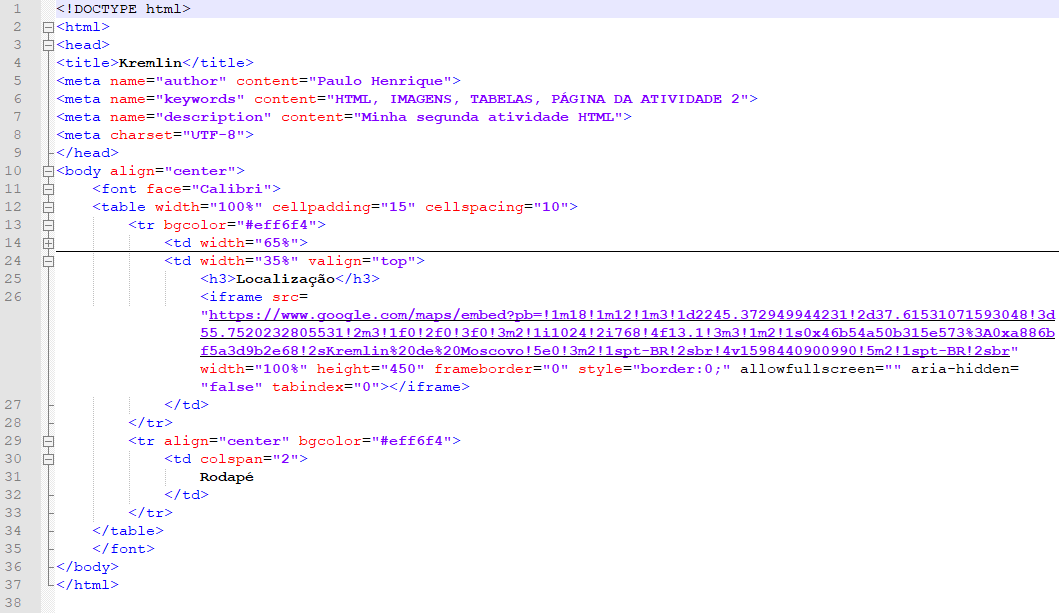 1 <!DOCTYPE html>
2 <html>
3 <head>
4 <title>Kremlin</title>
5 <meta name="author" content="Paulo Henrique">
6 <meta name="keywords" content="HTML, IMAGENS, TABELAS, PÁGINA DA ATIVIDADE 2">
7 <meta name="description" content="Minha segunda atividade HTML">
8 <meta charset="UTF-8">
9 </head>
10 <body align="center">
11 <font face="Calibri">
12 <table width="100%" cellpadding="15" cellspacing="10">
13 <tr bgcolor="#eff6f4">
14 <td width="65%">
24 <td width="35%" valign="top">
25 <h3>Localização</h3>
26 <iframe src=
"https://www.google.com/maps/embed?pb=!1m18!1m12!1m3!1d2245.372949944231!2d37.61531071593048!3d
55.7520232805531!2m3!1f0!2f0!3f0!3m2!1i1024!2i768!4f13.1!3m3!1m2!1s0x46b54a50b315e573%3A0xa886b
f5a3d9b2e68!2sKremlin%20de%20Moscovo!5e0!3m2!1spt-BR!2sbr!4v1598440900990!5m2!1spt-BR!2sbr"
width="100%" height="450" frameborder="0" style="border:0;" allowfullscreen="" aria-hidden=
"false" tabindex="0"></iframe>
27 </td>
28 </tr>
29 <tr align="center" bgcolor="#eff6f4">
30 <td colspan="2">
31 Rodapé
32 </td>
33 </tr>
34 </table>
35 </font>
36 </body>
37 </html>
38